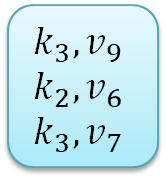 k₃, v₉
k₂, v₆
k₃, v₇